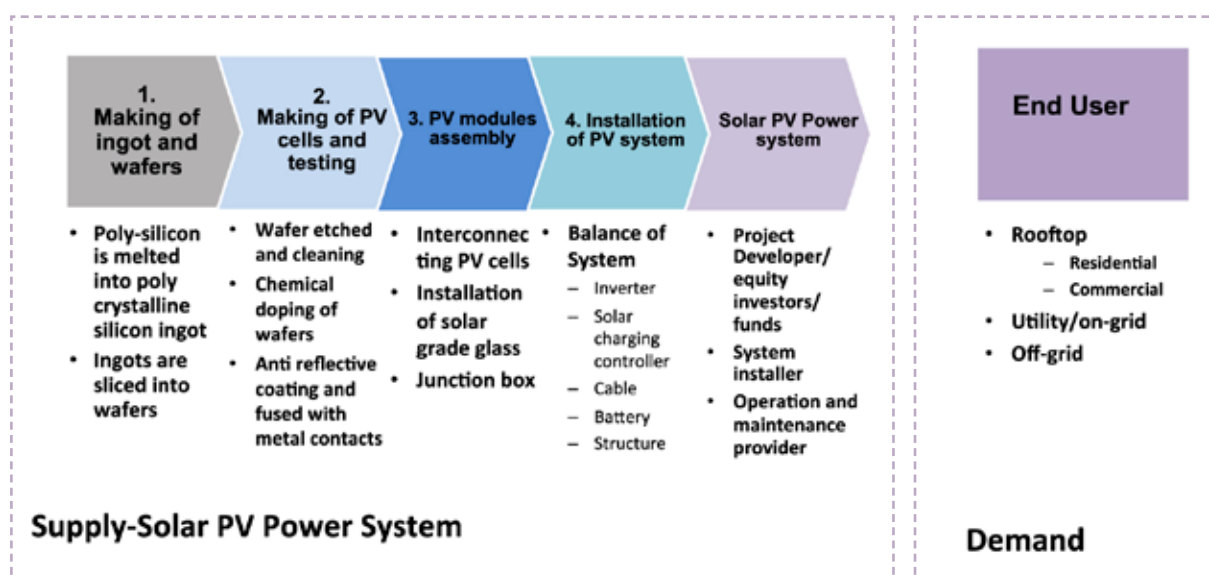 1.
Making of
ingot and
wafers
2.
Making of PV
cells and
testing
3. PV modules
assembly
4. Installation
of PV system
Solar PV Power
system
End User
• Poly-silicon
is melted
into poly
crystalline
silicon ingot
• Ingots are
sliced into
wafers
• Wafer etched
and cleaning
• Chemical
doping of
wafers
• Anti reflective
coating and
fused with
metal contacts
• Interconnec
ting PV cells
• Installation
of solar
grade glass
• Junction box
• Balance of
System
– Inverter
– Solar
charging
controller
– Cable
– Battery
– Structure
• Project
Developer/
equity
investors/
funds
• System
installer
• Operation and
maintenance
provider
• Rooftop
– Residential
– Commercial
• Utility/on-grid
• Off-grid
Supply-Solar PV Power System
Demand